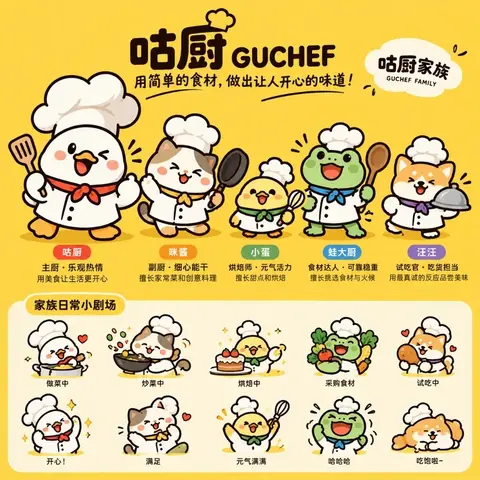 咕厨 GUCHEF
用简单的食材，做出让人开心的味道！
咕厨家族
GUCHEF FAMILY
咕厨
主厨·乐观热情
用美食让生活更开心
咪酱
副厨·细心能干
擅长家常菜和创意料理
小蛋
烘焙师·元气活力
擅长甜点和烘焙
蛙大厨
食材达人·可靠稳重
擅长挑选食材与火候
汪汪
试吃官·吃货担当
用最真诚的反应品尝美味
家族日常小剧场
做菜中
炒菜中
烘焙中
采购食材
试吃中
开心！
满足
元气满满
哈哈哈
吃饱啦~